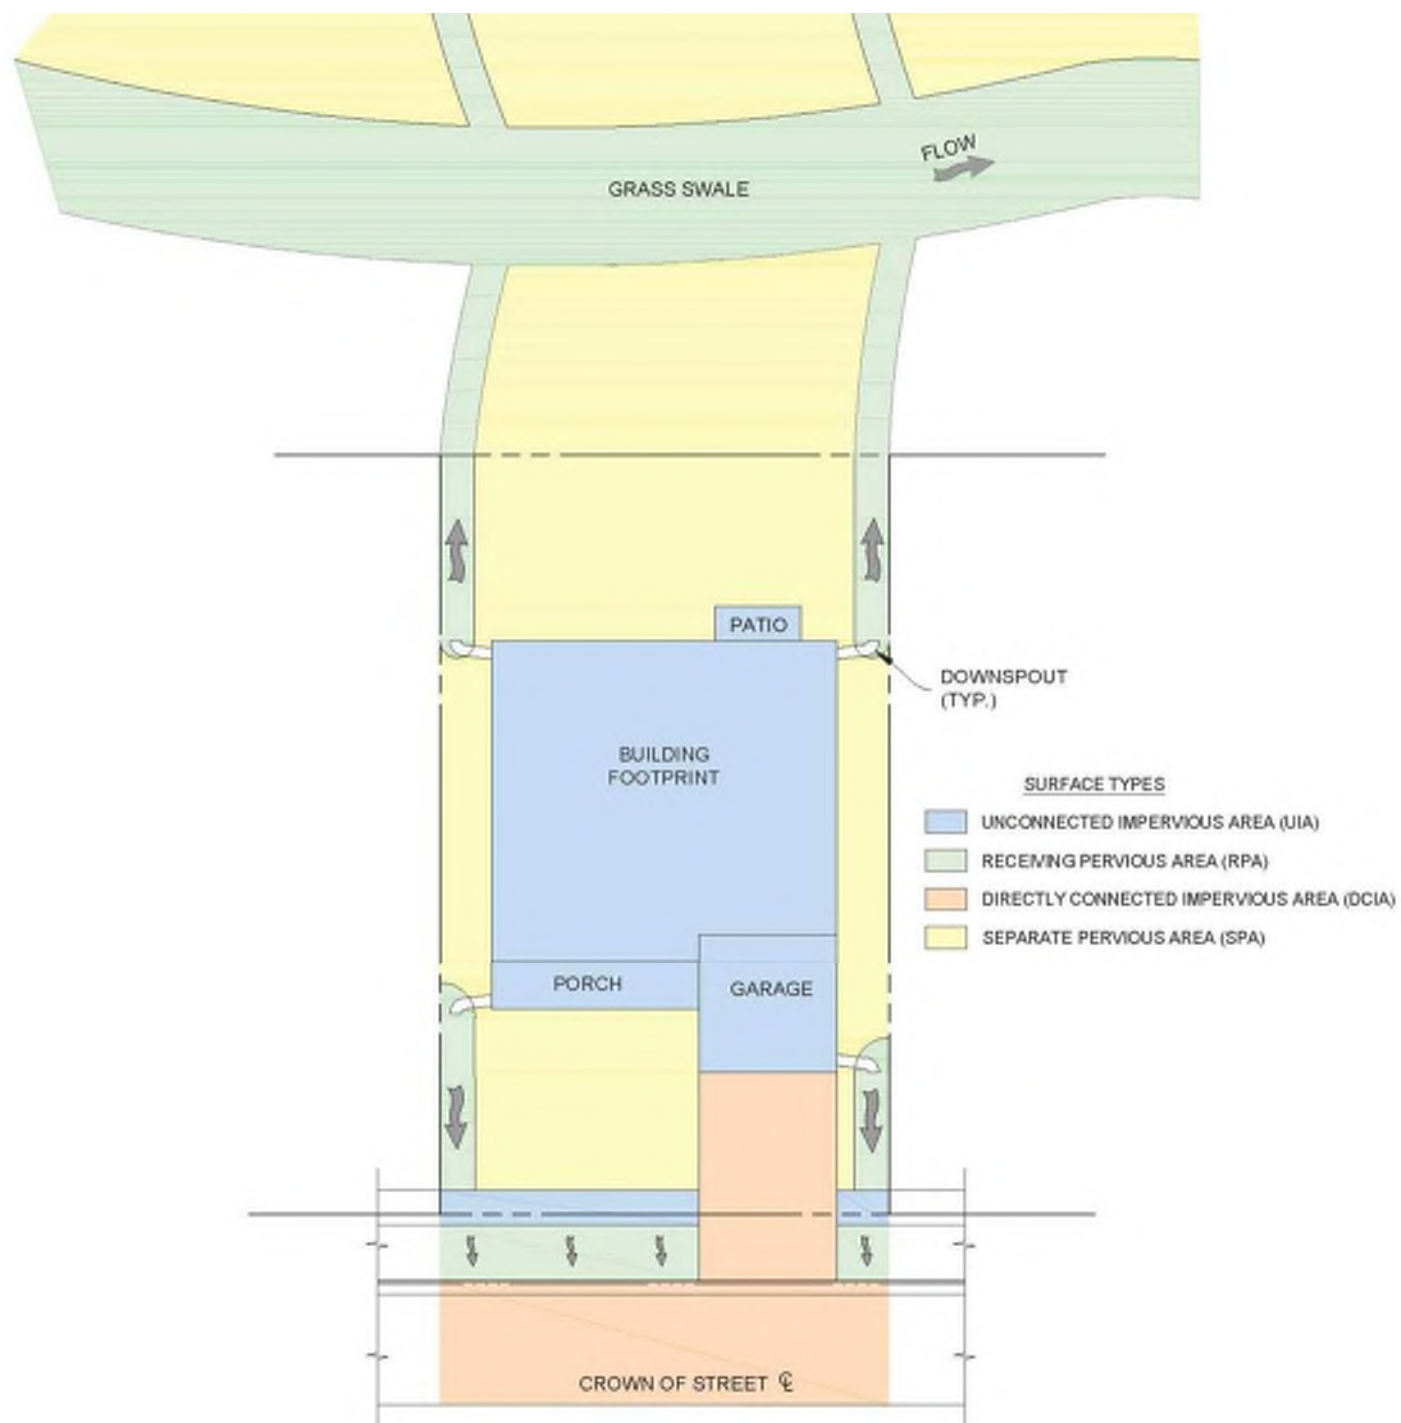 FLOW
GRASS SWALE
PATIO
DOWNSPOUT
(TYP.)
BUILDING
FOOTPRINT
SURFACE TYPES
UNCONNECTED IMPERVIOUS AREA (UIA)
RECEIVING PERVIOUS AREA (RPA)
DIRECTLY CONNECTED IMPERVIOUS AREA (DCIA)
SEPARATE PERVIOUS AREA (SPA)
PORCH
GARAGE
CROWN OF STREET ℄